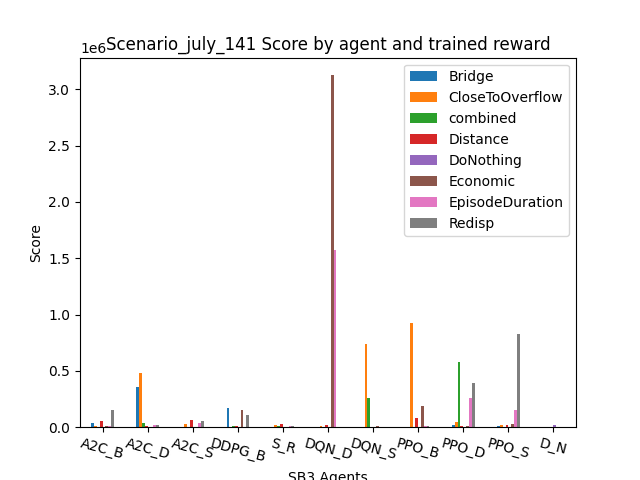 1e6
Scenario_july_141 Score by agent and trained reward
Bridge
CloseToOverflow
combined
Distance
DoNothing
Economic
EpisodeDuration
Redisp
3.0
2.5
2.0
1.5
1.0
0.5
0.0
Score
A2C_B
A2C_D
A2C_S
DDPG_B
S_R
DQN_D
DQN_S
PPO_B
PPO_D
PPO_S
D_N
SB3 Agents